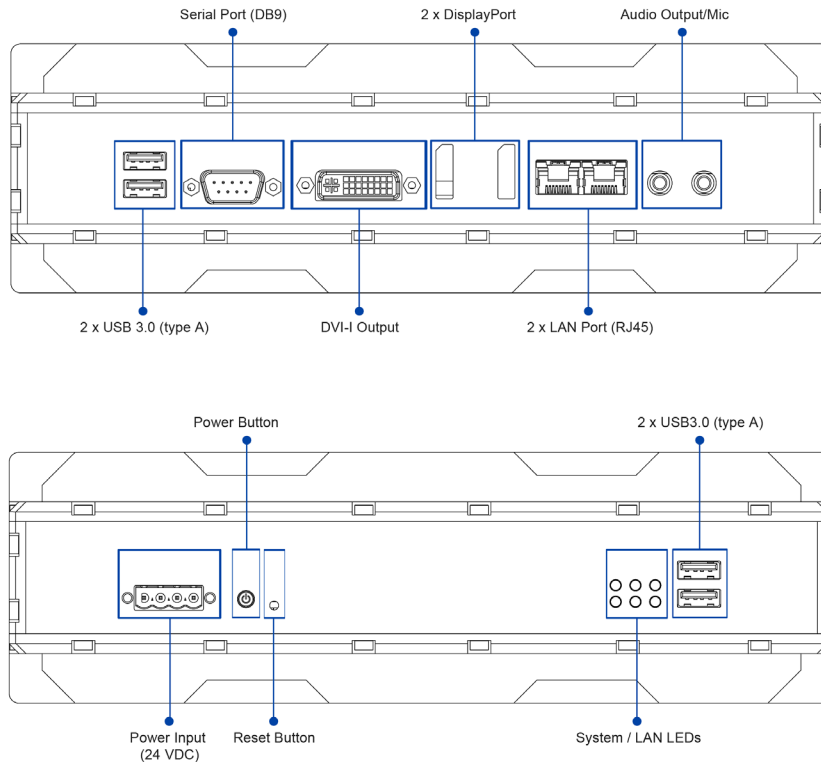 Serial Port (DB9)
2 x DisplayPort
Audio Output/Mic
2 x USB 3.0 (type A)
DVI-I Output
2 x LAN Port (RJ45)
Power Button
2 x USB3.0 (type A)
Power Input
(24 VDC)
Reset Button
System / LAN LEDs